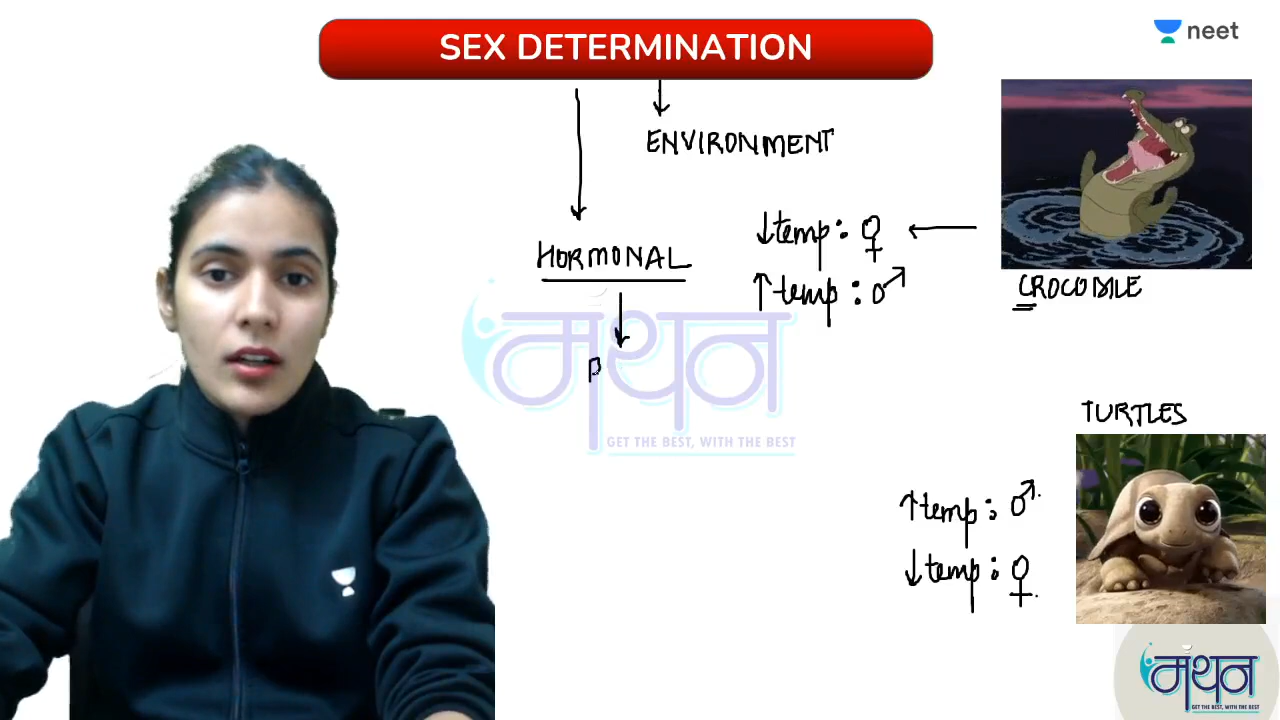 SEX DETERMINATION
neet
ENVIRONMENT
HORMONAL
P
↓temp: ♀ ←
↑temp: ♂
CROCODILE
मंथन
GET THE BEST, WITH THE BEST
TURTLES
↑temp: ♂
↓temp: ♀
मंथन
GET THE BEST, WITH THE BEST